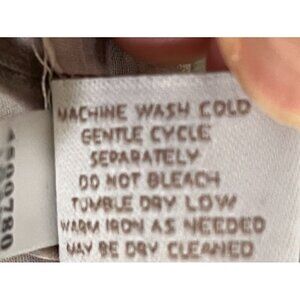 MACHINE WASH COLD
GENTLE CYCLE
SEPARATELY
DO NOT BLEACH
TUMBLE DRY LOW
WARM IRON AS NEEDED
MAY BE DRY CLEANED